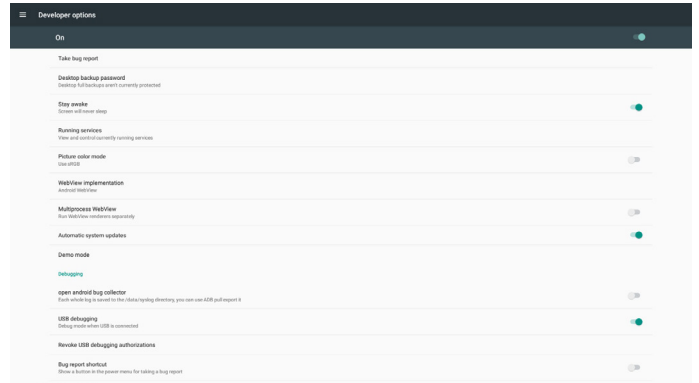 Developer options
On
Take bug report
Desktop backup password
Desktop full backups aren't currently protected
Stay awake
Screen will never sleep
Running services
View and control currently running services
Picture color mode
Use sRGB
WebView implementation
Android WebView
Multiprocess WebView
Run WebView renderers separately
Automatic system updates
Demo mode
Debugging
open android bug collector
Each whole log is saved to the /data/syslog directory, you can use ADB pull export it
USB debugging
Debug mode when USB is connected
Revoke USB debugging authorizations
Bug report shortcut
Show a button in the power menu for taking a bug report